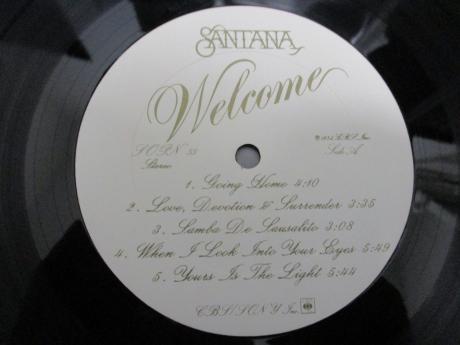 SANTANA
Welcome
SOPN 55
Stereo
Side A
1. Going Home 4:10
2. Love, Devotion & Surrender 3:35
3. Samba De Sausalito 3:08
4. When I Look Into Your Eyes 5:49
5. Yours Is The Light 5:44
CBS/SONY Inc.